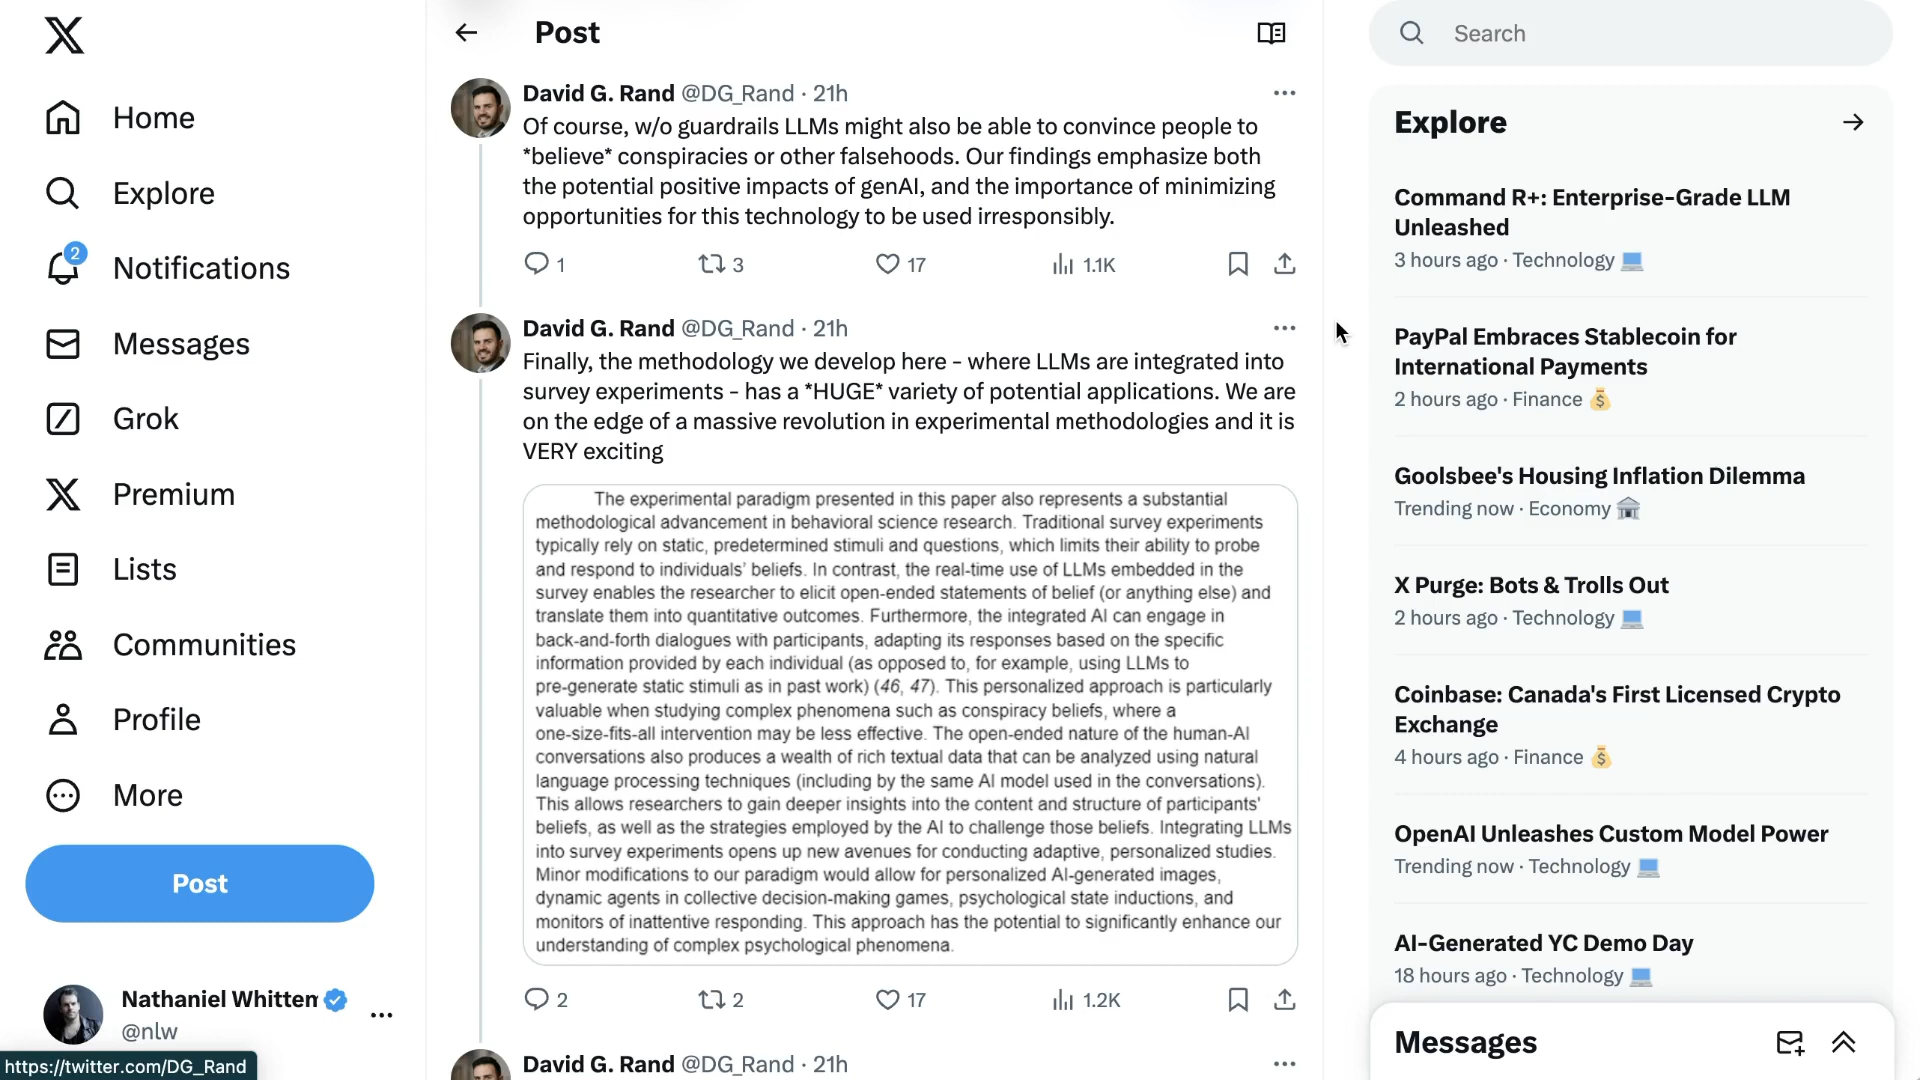 Home
Explore
2
Notifications
Messages
Grok
Premium
Lists
Communities
Profile
More
Post
Nathaniel Whittem
@nlw
https://twitter.com/DG_Rand
Post
David G. Rand @DG_Rand · 21h
Of course, w/o guardrails LLMs might also be able to convince people to
*believe* conspiracies or other falsehoods. Our findings emphasize both
the potential positive impacts of genAI, and the importance of minimizing
opportunities for this technology to be used irresponsibly.
1 3 17 1.1K
David G. Rand @DG_Rand · 21h
Finally, the methodology we develop here - where LLMs are integrated into
survey experiments - has a *HUGE* variety of potential applications. We are
on the edge of a massive revolution in experimental methodologies and it is
VERY exciting
The experimental paradigm presented in this paper also represents a substantial
methodological advancement in behavioral science research. Traditional survey experiments
typically rely on static, predetermined stimuli and questions, which limits their ability to probe
and respond to individuals' beliefs. In contrast, the real-time use of LLMs embedded in the
survey enables the researcher to elicit open-ended statements of belief (or anything else) and
translate them into quantitative outcomes. Furthermore, the integrated AI can engage in
back-and-forth dialogues with participants, adapting its responses based on the specific
information provided by each individual (as opposed to, for example, using LLMs to
pre-generate static stimuli as in past work) (46, 47). This personalized approach is particularly
valuable when studying complex phenomena such as conspiracy beliefs, where a
one-size-fits-all intervention may be less effective. The open-ended nature of the human-AI
conversations also produces a wealth of rich textual data that can be analyzed using natural
language processing techniques (including by the same AI model used in the conversations).
This allows researchers to gain deeper insights into the content and structure of participants'
beliefs, as well as the strategies employed by the AI to challenge those beliefs. Integrating LLMs
into survey experiments opens up new avenues for conducting adaptive, personalized studies.
Minor modifications to our paradigm would allow for personalized AI-generated images,
dynamic agents in collective decision-making games, psychological state inductions, and
monitors of inattentive responding. This approach has the potential to significantly enhance our
understanding of complex psychological phenomena.
2 2 17 1.2K
David G. Rand @DG_Rand · 21h
Search
Explore
Command R+: Enterprise-Grade LLM
Unleashed
3 hours ago · Technology
PayPal Embraces Stablecoin for
International Payments
2 hours ago · Finance
Goolsbee's Housing Inflation Dilemma
Trending now · Economy
X Purge: Bots & Trolls Out
2 hours ago · Technology
Coinbase: Canada's First Licensed Crypto
Exchange
4 hours ago · Finance
OpenAI Unleashes Custom Model Power
Trending now · Technology
AI-Generated YC Demo Day
18 hours ago · Technology
Messages